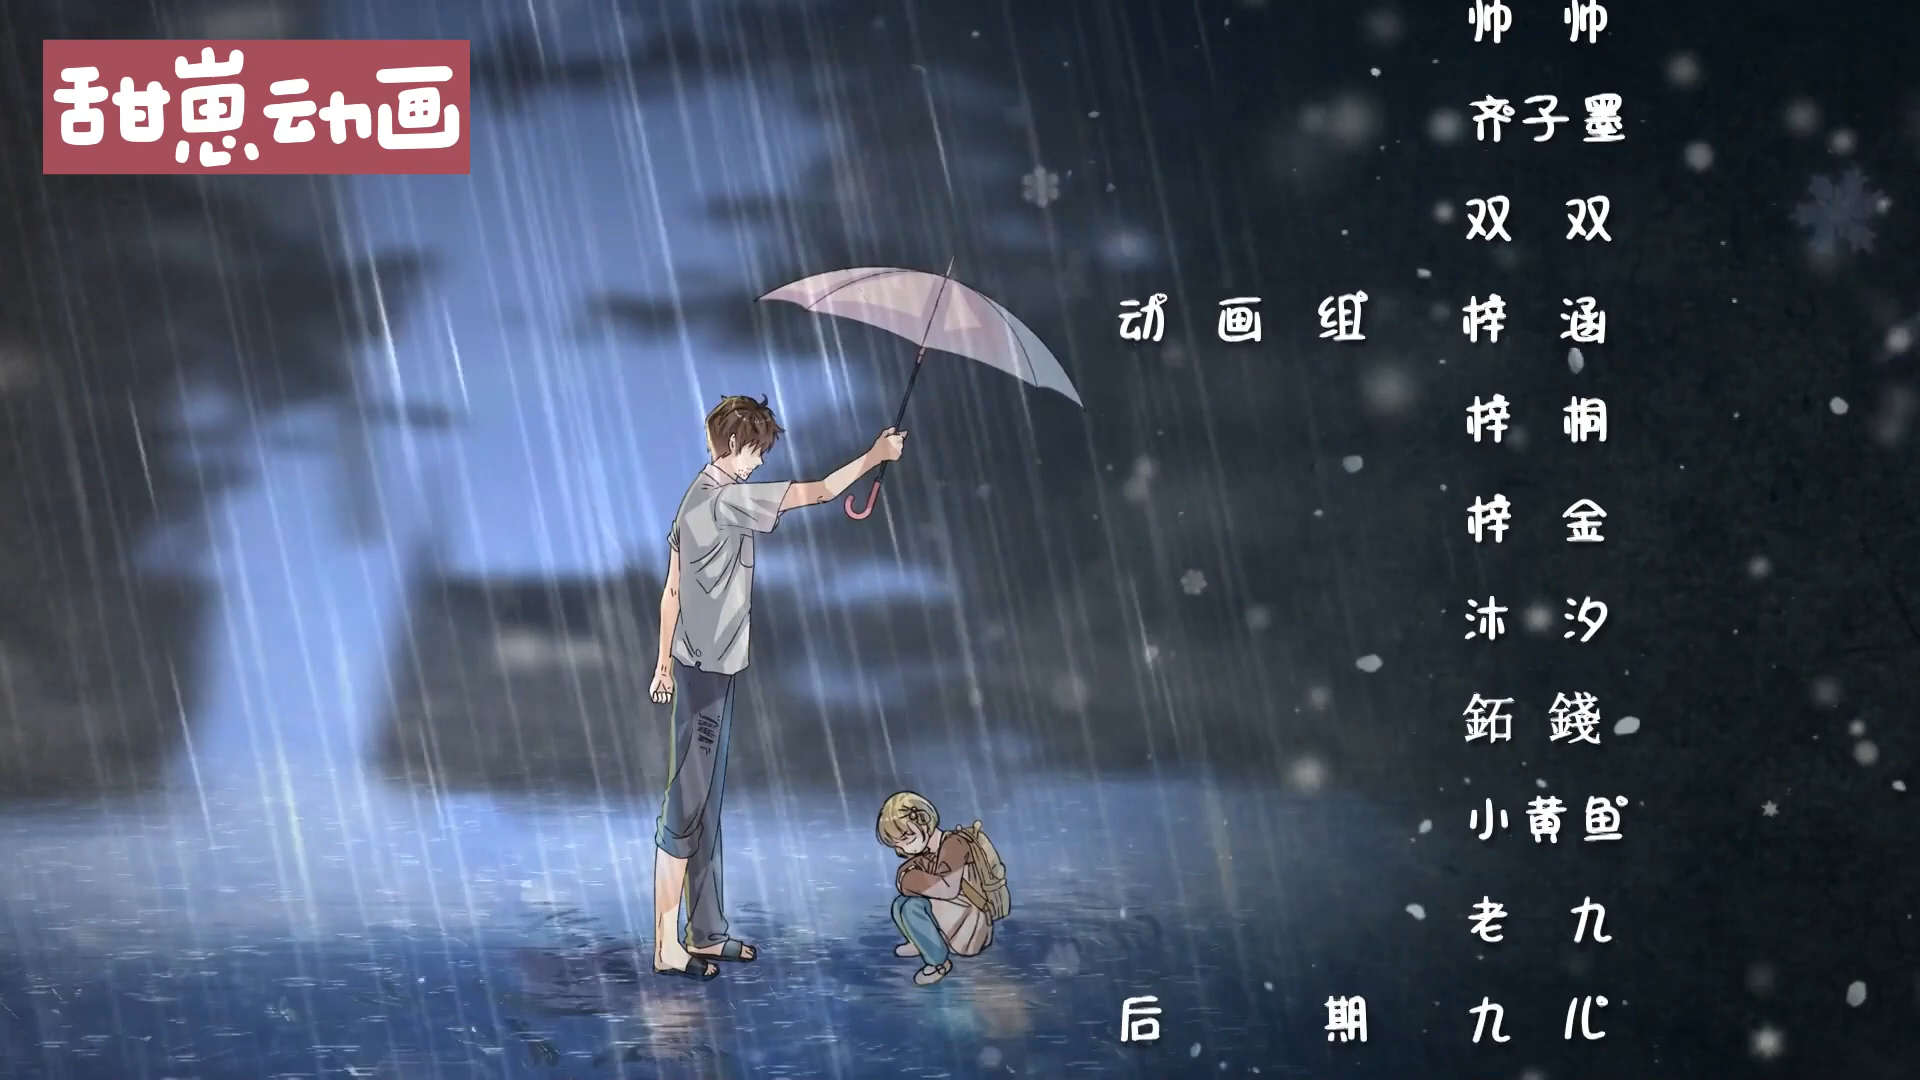 甜崽动画
帅 帅
齐子墨
双 双
动 画 组 梓 涵
梓 桐
梓 金
沐 汐
鉐 錢
小黄鱼
老 九
后 期 九 儿